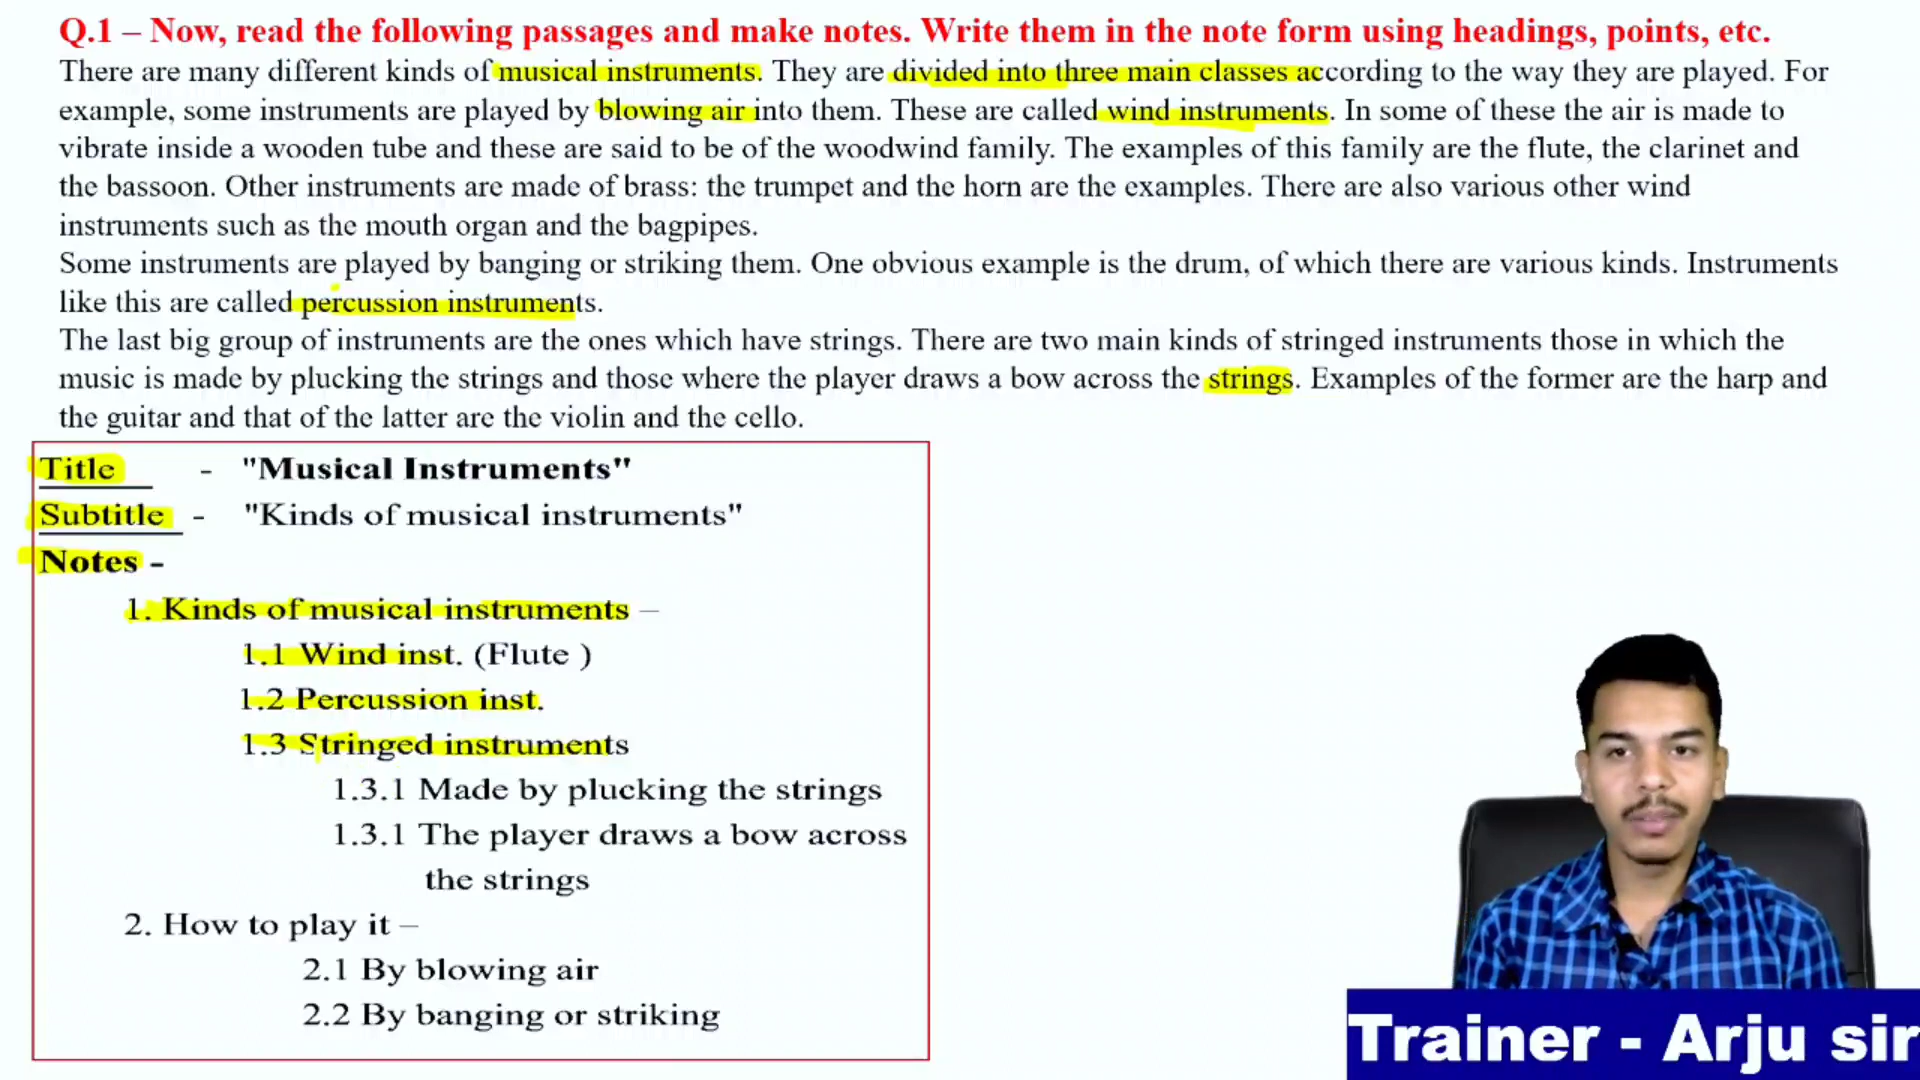 Q.1 – Now, read the following passages and make notes. Write them in the note form using headings, points, etc.
There are many different kinds of musical instruments. They are divided into three main classes according to the way they are played. For
example, some instruments are played by blowing air into them. These are called wind instruments. In some of these the air is made to
vibrate inside a wooden tube and these are said to be of the woodwind family. The examples of this family are the flute, the clarinet and
the bassoon. Other instruments are made of brass: the trumpet and the horn are the examples. There are also various other wind
instruments such as the mouth organ and the bagpipes.
Some instruments are played by banging or striking them. One obvious example is the drum, of which there are various kinds. Instruments
like this are called percussion instruments.
The last big group of instruments are the ones which have strings. There are two main kinds of stringed instruments those in which the
music is made by plucking the strings and those where the player draws a bow across the strings. Examples of the former are the harp and
the guitar and that of the latter are the violin and the cello.
Title - "Musical Instruments"
Subtitle - "Kinds of musical instruments"
Notes -
1. Kinds of musical instruments –
1.1 Wind inst. (Flute )
1.2 Percussion inst.
1.3 Stringed instruments
1.3.1 Made by plucking the strings
1.3.1 The player draws a bow across
the strings
2. How to play it –
2.1 By blowing air
2.2 By banging or striking
Trainer - Arju sir